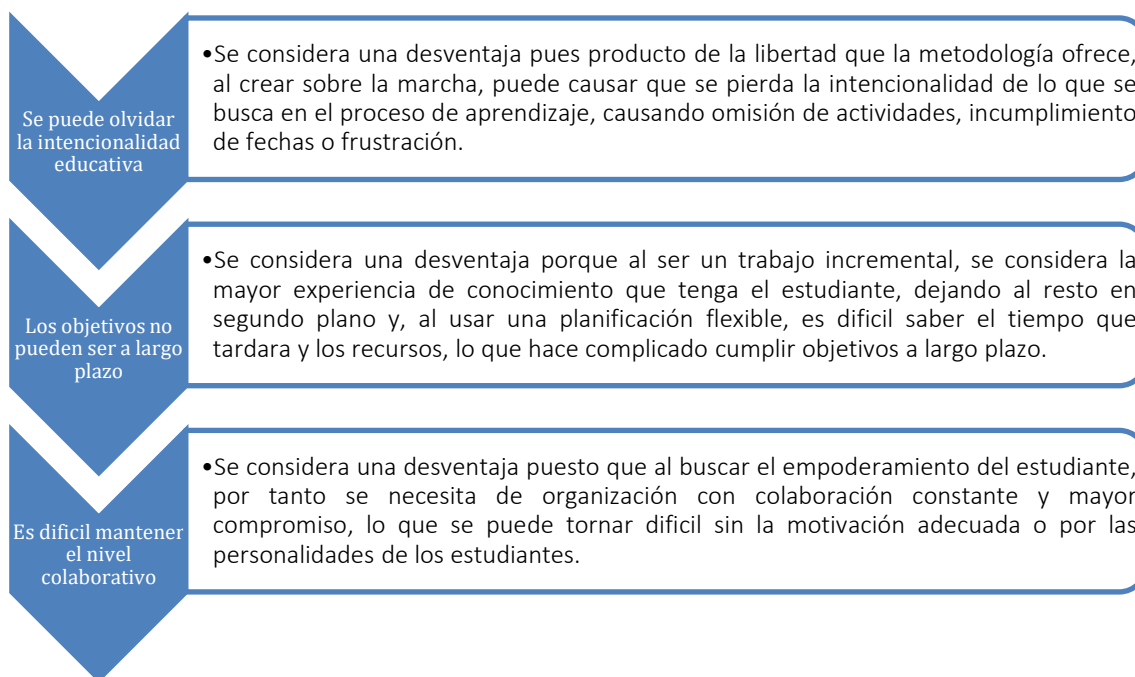 Se puede olvidar
la intencionalidad
educativa
•Se considera una desventaja pues producto de la libertad que la metodología ofrece,
al crear sobre la marcha, puede causar que se pierda la intencionalidad de lo que se
busca en el proceso de aprendizaje, causando omisión de actividades, incumplimiento
de fechas o frustración.
Los objetivos no
pueden ser a largo
plazo
•Se considera una desventaja porque al ser un trabajo incremental, se considera la
mayor experiencia de conocimiento que tenga el estudiante, dejando al resto en
segundo plano y, al usar una planificación flexible, es dificil saber el tiempo que
tardara y los recursos, lo que hace complicado cumplir objetivos a largo plazo.
Es dificil mantener
el nivel
colaborativo
•Se considera una desventaja puesto que al buscar el empoderamiento del estudiante,
por tanto se necesita de organización con colaboración constante y mayor
compromiso, lo que se puede tornar dificil sin la motivación adecuada o por las
personalidades de los estudiantes.